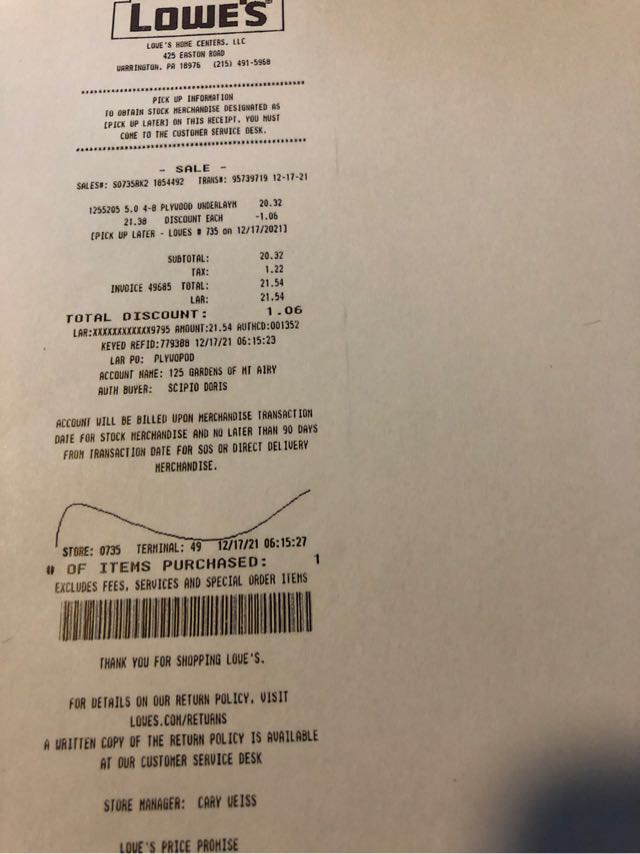 LOWE'S
LOWE'S HOME CENTERS, LLC
425 EASTON ROAD
WARRINGTON, PA 18976 (215) 491-5968
PICK UP INFORMATION
TO OBTAIN STOCK MERCHANDISE DESIGNATED AS
[PICK UP LATER] ON THIS RECEIPT, YOU MUST
COME TO THE CUSTOMER SERVICE DESK.
- SALE -
SALES#: S0735RK2 1854492 TRANS#: 95739719 12-17-21
1255205 5.0 4-8 PLYWOOD UNDERLAYM 20.32
21.38 DISCOUNT EACH -1.06
[PICK UP LATER - LOWES # 735 on 12/17/2021]
SUBTOTAL: 20.32
TAX: 1.22
INVOICE 49685 TOTAL: 21.54
LAR: 21.54
TOTAL DISCOUNT: 1.06
LAR:XXXXXXXXXXXX9795 AMOUNT:21.54 AUTHCD:001352
KEYED REFID:779388 12/17/21 06:15:23
LAR PO: PLYWOPOD
ACCOUNT NAME: 125 GARDENS OF MT AIRY
AUTH BUYER: SCIPIO DORIS
ACCOUNT WILL BE BILLED UPON MERCHANDISE TRANSACTION
DATE FOR STOCK MERCHANDISE AND NO LATER THAN 90 DAYS
FROM TRANSACTION DATE FOR SOS OR DIRECT DELIVERY
MERCHANDISE.
STORE: 0735 TERMINAL: 49 12/17/21 06:15:27
# OF ITEMS PURCHASED: 1
EXCLUDES FEES, SERVICES AND SPECIAL ORDER ITEMS
THANK YOU FOR SHOPPING LOWE'S.
FOR DETAILS ON OUR RETURN POLICY, VISIT
LOWES.COM/RETURNS
A WRITTEN COPY OF THE RETURN POLICY IS AVAILABLE
AT OUR CUSTOMER SERVICE DESK
STORE MANAGER: CARY WEISS
LOWE'S PRICE PROMISE